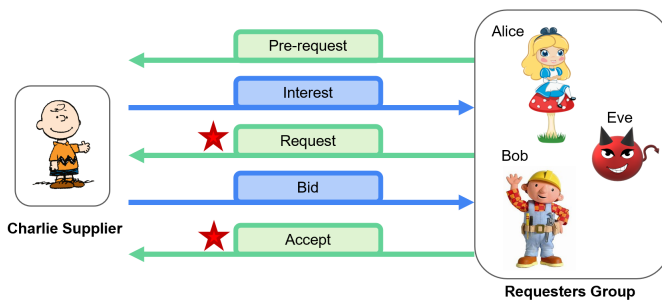 Alice
Pre-request
Interest
Eve
Request
Bob
Bid
Charlie Supplier
Accept
Requesters Group